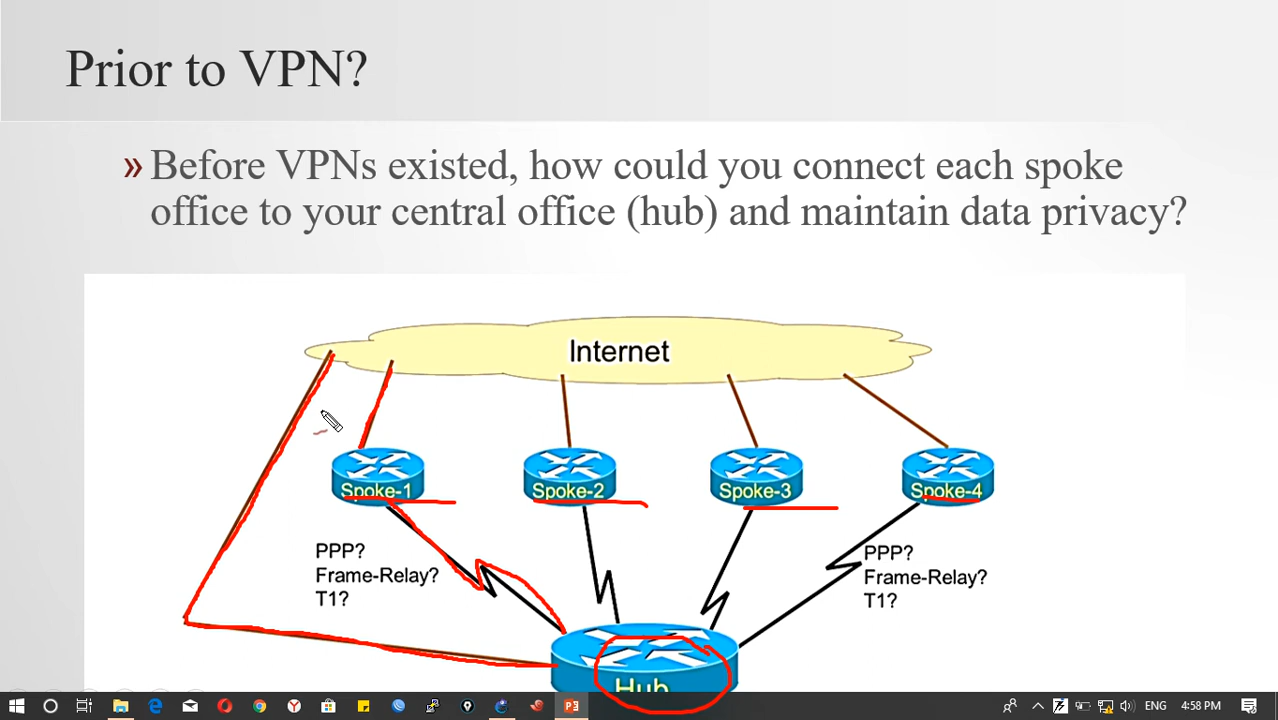 Prior to VPN?
» Before VPNs existed, how could you connect each spoke
office to your central office (hub) and maintain data privacy?
Internet
Spoke-1
Spoke-2
Spoke-3
Spoke-4
PPP?
Frame-Relay?
T1?
PPP?
Frame-Relay?
T1?
Hub
ENG
4:58 PM